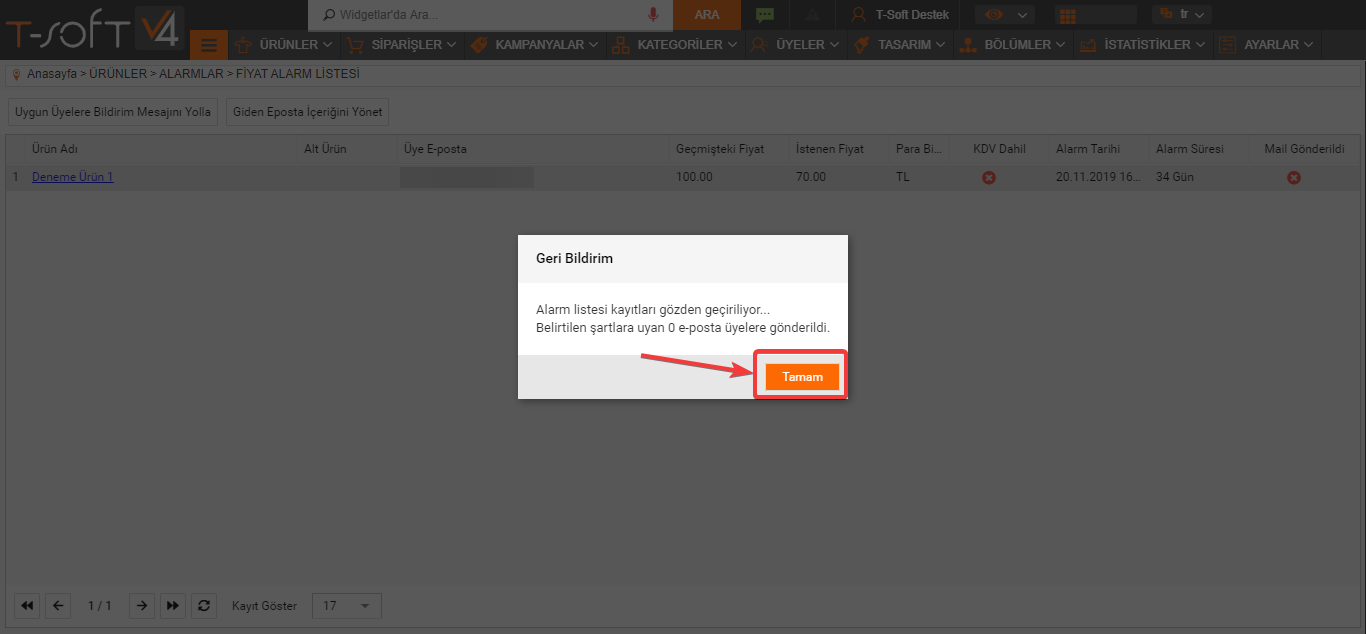 T-SOFT V4
Widgetlar'da Ara...
ARA
T-Soft Destek
tr
ÜRÜNLER
SİPARİŞLER
KAMPANYALAR
KATEGORİLER
ÜYELER
TASARIM
BÖLÜMLER
İSTATİSTİKLER
AYARLAR
Anasayfa > ÜRÜNLER > ALARMLAR > FİYAT ALARM LİSTESİ
Uygun Üyelere Bildirim Mesajını Yolla
Giden Eposta İçeriğini Yönet
Ürün Adı
Alt Ürün
Üye E-posta
Geçmişteki Fiyat
İstenen Fiyat
Para Bi...
KDV Dahil
Alarm Tarihi
Alarm Süresi
Mail Gönderildi
1
Deneme Ürün 1
100.00
70.00
TL
20.11.2019 16...
34 Gün
Geri Bildirim
Alarm listesi kayıtları gözden geçiriliyor...
Belirtilen şartlara uyan 0 e-posta üyelere gönderildi.
Tamam
1 / 1
Kayıt Göster
17